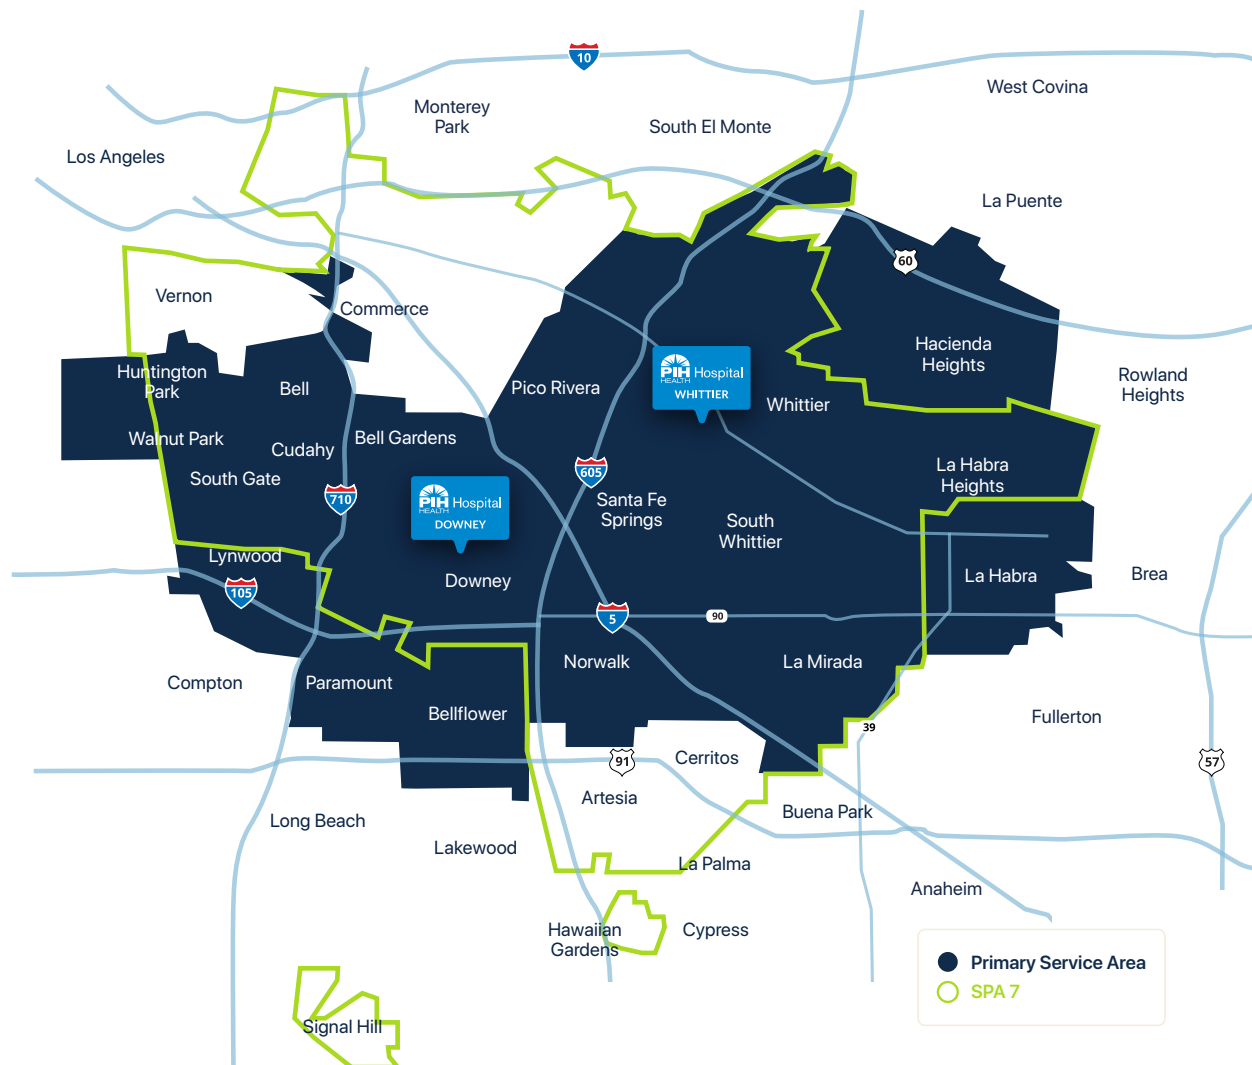 10
West Covina
Monterey
Park
South El Monte
Los Angeles
La Puente
60
Vernon
Commerce
Hacienda
Heights
Huntington
Park
Bell
Pico Rivera
PIH
HEALTH
Hospital
WHITTIER
Whittier
Rowland
Heights
Walnut Park
Cudahy
Bell Gardens
South Gate
710
605
La Habra
Heights
PIH
HEALTH
Hospital
DOWNEY
Santa Fe
Springs
South
Whittier
Lynwood
105
Downey
La Habra
Brea
5
90
Norwalk
La Mirada
Compton
Paramount
Bellflower
Fullerton
39
91
Cerritos
57
Artesia
Buena Park
Long Beach
Lakewood
La Palma
Anaheim
Hawaiian
Gardens
Cypress
Primary Service Area
SPA 7
Signal Hill